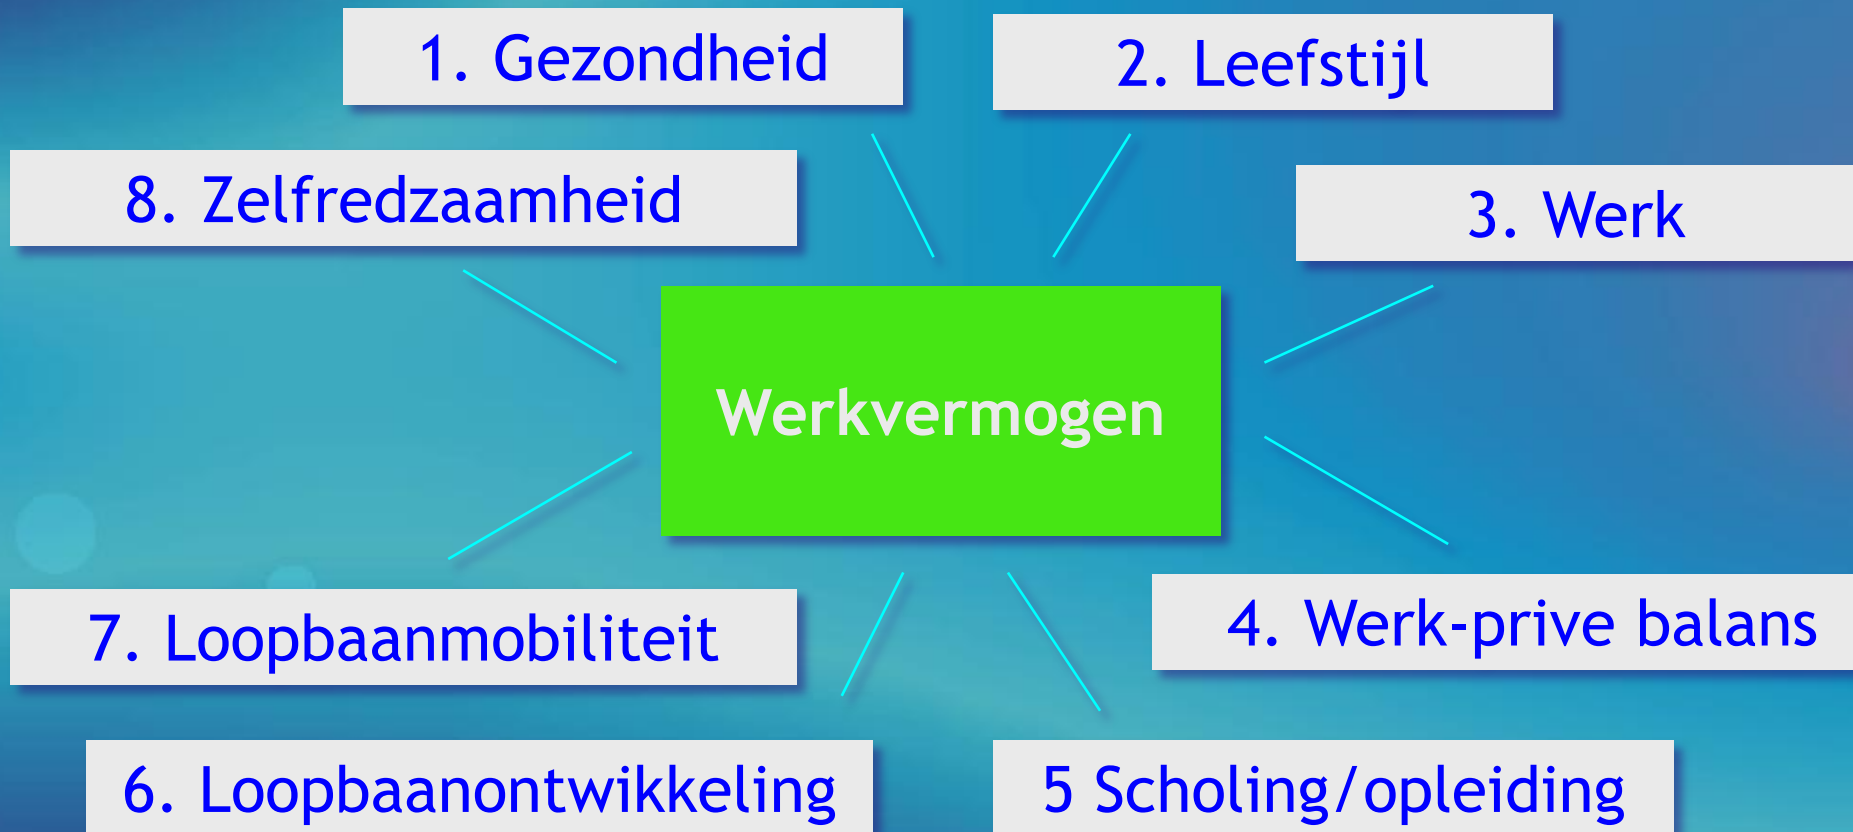 1. Gezondheid
2. Leefstijl
8. Zelfredzaamheid
3. Werk
Werkvermogen
7. Loopbaanmobiliteit
4. Werk-prive balans
6. Loopbaanontwikkeling
5 Scholing/opleiding